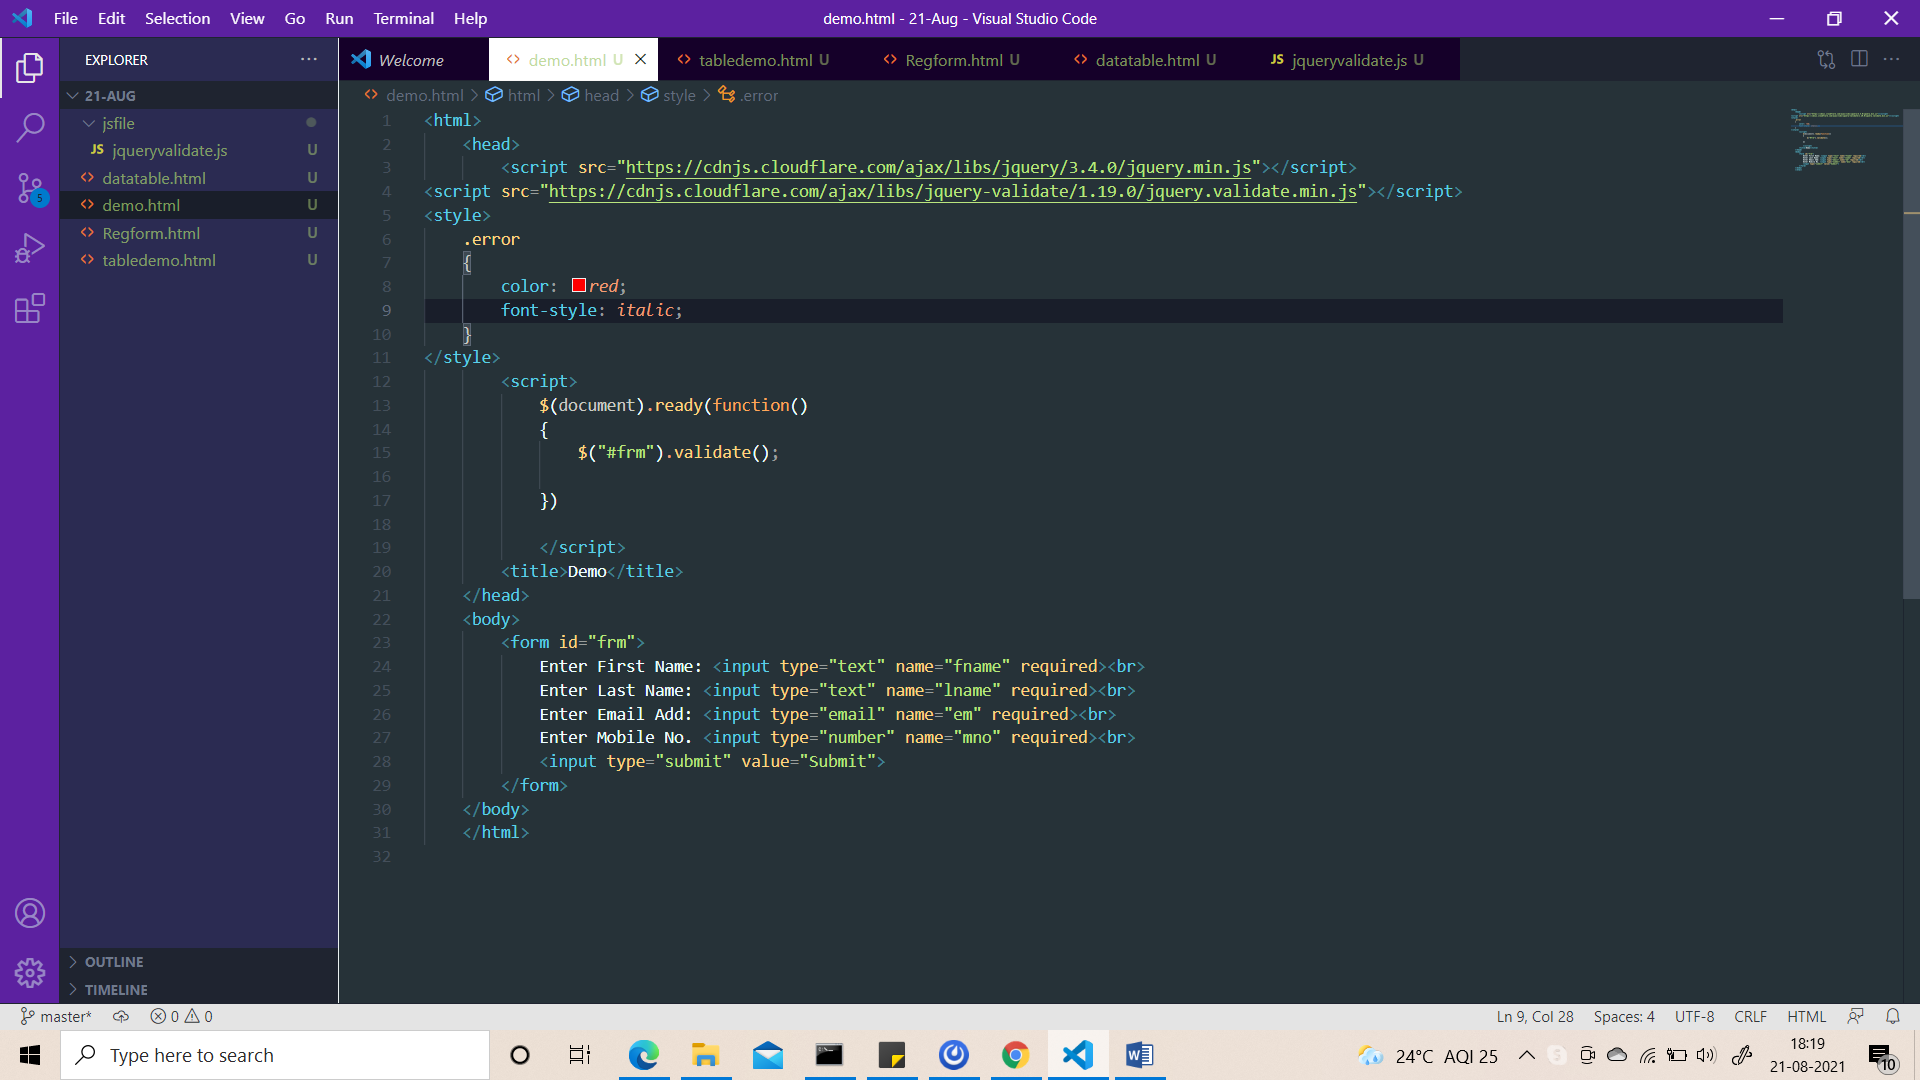 File Edit Selection View Go Run Terminal Help demo.html - 21-Aug - Visual Studio Code
EXPLORER
Welcome demo.html U tabledemo.html U Regform.html U datatable.html U JS jqueryvalidate.js U
21-AUG
jsfile
JS jqueryvalidate.js U
datatable.html U
demo.html U
Regform.html U
tabledemo.html U
OUTLINE
TIMELINE
demo.html > html > head > style > .error
1 <html>
2 <head>
3 <script src="https://cdnjs.cloudflare.com/ajax/libs/jquery/3.4.0/jquery.min.js"></script>
4 <script src="https://cdnjs.cloudflare.com/ajax/libs/jquery-validate/1.19.0/jquery.validate.min.js"></script>
5 <style>
6 .error
7 {
8 color: red;
9 font-style: italic;
10 }
11 </style>
12 <script>
13 $(document).ready(function()
14 {
15 $("#frm").validate();
16
17 })
18
19 </script>
20 <title>Demo</title>
21 </head>
22 <body>
23 <form id="frm">
24 Enter First Name: <input type="text" name="fname" required><br>
25 Enter Last Name: <input type="text" name="lname" required><br>
26 Enter Email Add: <input type="email" name="em" required><br>
27 Enter Mobile No. <input type="number" name="mno" required><br>
28 <input type="submit" value="Submit">
29 </form>
30 </body>
31 </html>
32
5
master* 0 0 Ln 9, Col 28 Spaces: 4 UTF-8 CRLF HTML
Type here to search 24°C AQI 25 18:19
21-08-2021
10